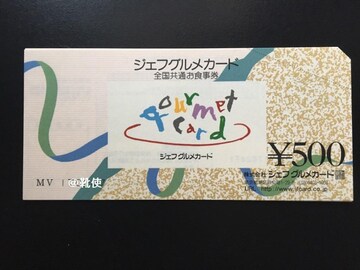 ジェフグルメカード
全国共通お食事券
gourmet
card
ジェフグルメカード
¥500
株式会社 ジェフグルメカード
MV
@乳使